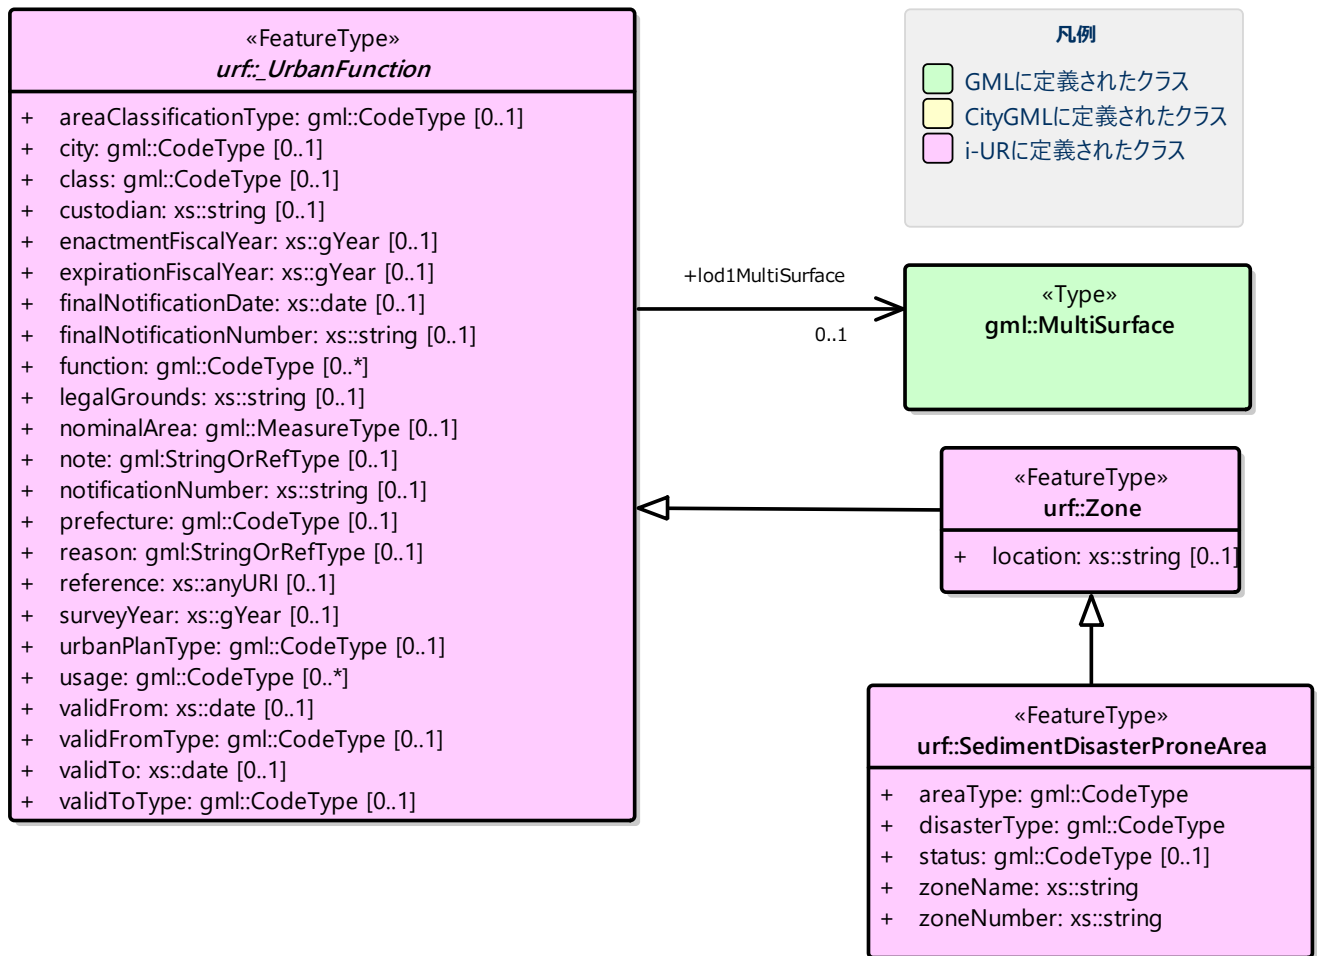 «FeatureType»
urf::_UrbanFunction
+ areaClassificationType: gml::CodeType [0..1]
+ city: gml::CodeType [0..1]
+ class: gml::CodeType [0..1]
+ custodian: xs::string [0..1]
+ enactmentFiscalYear: xs::gYear [0..1]
+ expirationFiscalYear: xs::gYear [0..1]
+ finalNotificationDate: xs::date [0..1]
+ finalNotificationNumber: xs::string [0..1]
+ function: gml::CodeType [0..*]
+ legalGrounds: xs::string [0..1]
+ nominalArea: gml::MeasureType [0..1]
+ note: gml:StringOrRefType [0..1]
+ notificationNumber: xs::string [0..1]
+ prefecture: gml::CodeType [0..1]
+ reason: gml:StringOrRefType [0..1]
+ reference: xs::anyURI [0..1]
+ surveyYear: xs::gYear [0..1]
+ urbanPlanType: gml::CodeType [0..1]
+ usage: gml::CodeType [0..*]
+ validFrom: xs::date [0..1]
+ validFromType: gml::CodeType [0..1]
+ validTo: xs::date [0..1]
+ validToType: gml::CodeType [0..1]
凡例
GMLに定義されたクラス
CityGMLに定義されたクラス
i-URに定義されたクラス
+lod1MultiSurface
0..1
«Type»
gml::MultiSurface
«FeatureType»
urf::Zone
+ location: xs::string [0..1]
«FeatureType»
urf::SedimentDisasterProneArea
+ areaType: gml::CodeType
+ disasterType: gml::CodeType
+ status: gml::CodeType [0..1]
+ zoneName: xs::string
+ zoneNumber: xs::string